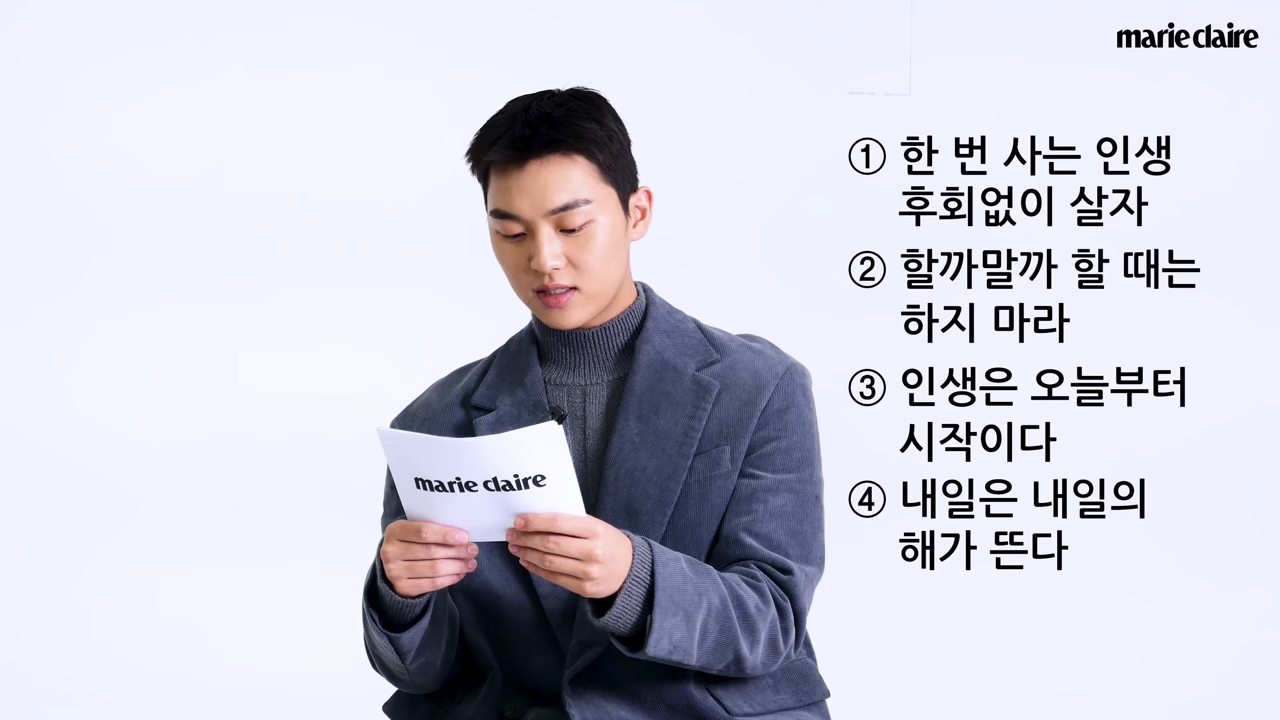 marie claire
① 한 번 사는 인생
후회없이 살자
② 할까말까 할 때는
하지 마라
③ 인생은 오늘부터
시작이다
④ 내일은 내일의
해가 뜬다
marie claire